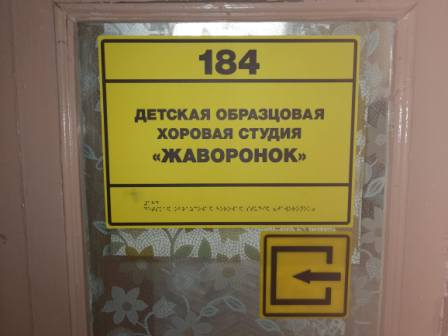 184
ДЕТСКАЯ ОБРАЗЦОВАЯ
ХОРОВАЯ СТУДИЯ
«ЖАВОРОНОК»